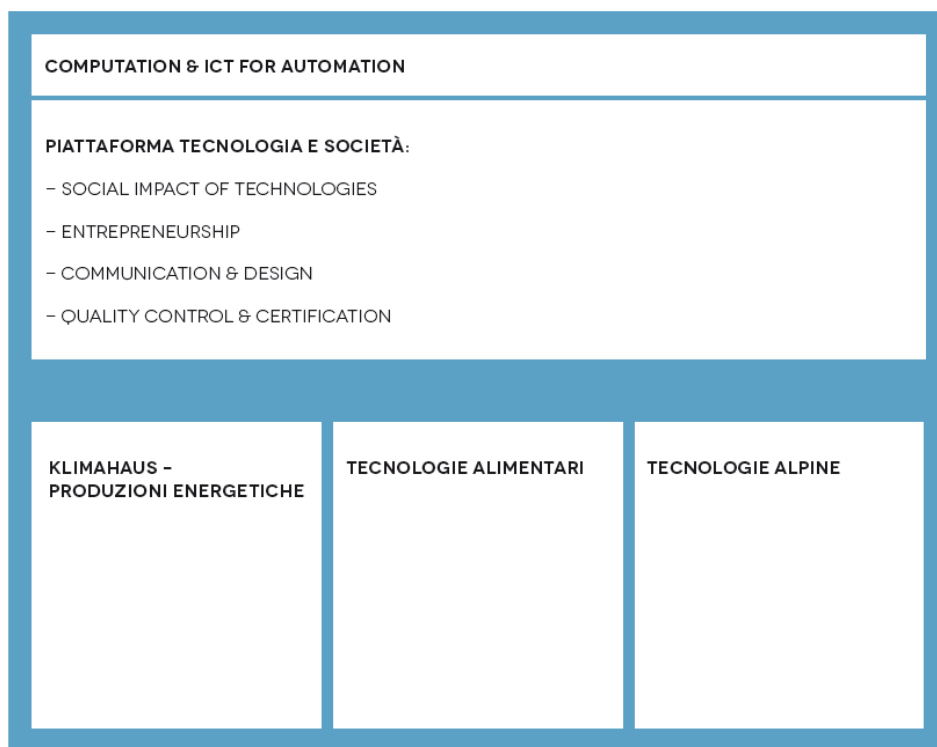 COMPUTATION & ICT FOR AUTOMATION
PIATTAFORMA TECNOLOGIA E SOCIETÀ:
– SOCIAL IMPACT OF TECHNOLOGIES
– ENTREPRENEURSHIP
– COMMUNICATION & DESIGN
– QUALITY CONTROL & CERTIFICATION
KLIMAHAUS –
PRODUZIONI ENERGETICHE
TECNOLOGIE ALIMENTARI
TECNOLOGIE ALPINE